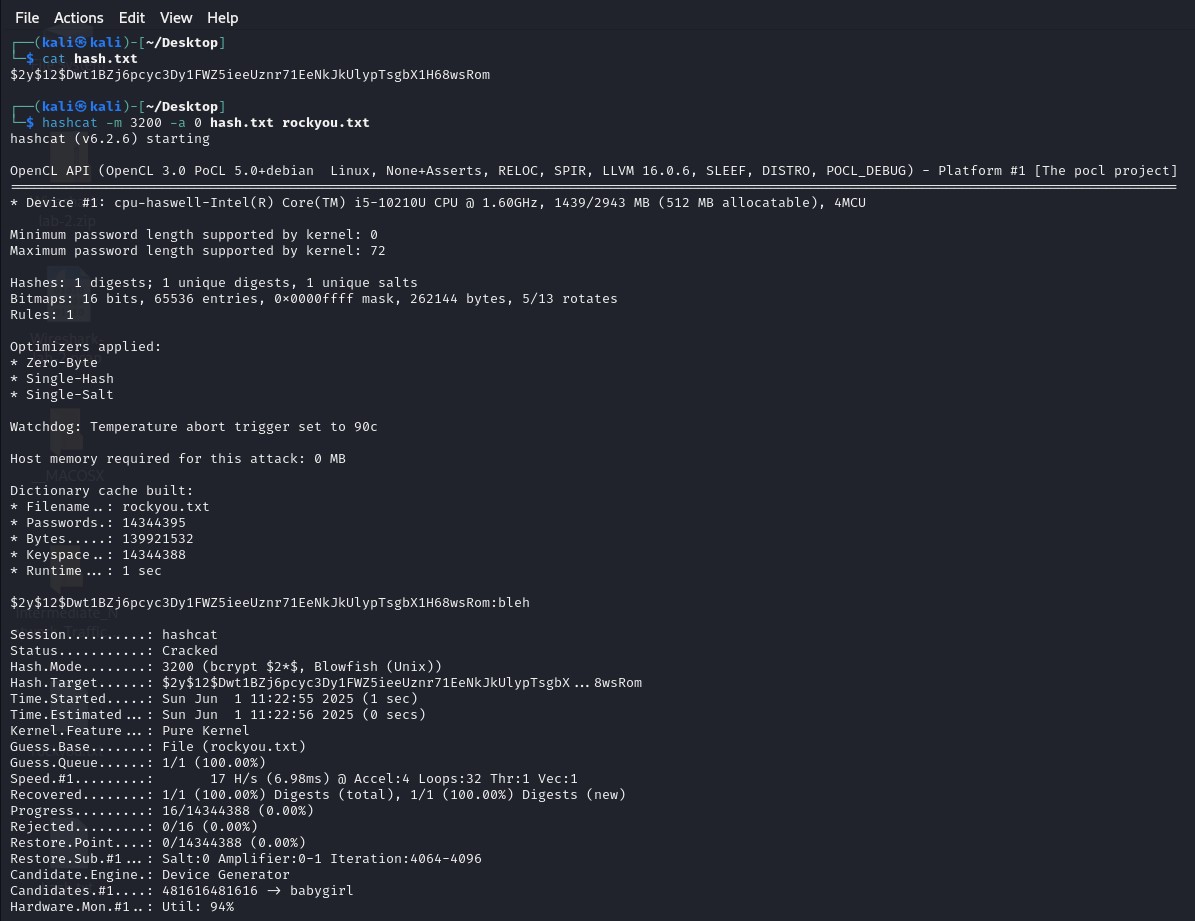 File Actions Edit View Help
┌──(kali㉿kali)-[~/Desktop]
└─$ cat hash.txt
$2y$12$Dwt1BZj6pcyc3Dy1FWZ5ieeUznr71EeNkJkUlypTsgbX1H68wsRom
┌──(kali㉿kali)-[~/Desktop]
└─$ hashcat -m 3200 -a 0 hash.txt rockyou.txt
hashcat (v6.2.6) starting
OpenCL API (OpenCL 3.0 PoCL 5.0+debian  Linux, None+Asserts, RELOC, SPIR, LLVM 16.0.6, SLEEF, DISTRO, POCL_DEBUG) - Platform #1 [The pocl project]
* Device #1: cpu-haswell-Intel(R) Core(TM) i5-10210U CPU @ 1.60GHz, 1439/2943 MB (512 MB allocatable), 4MCU
lab-2.zip
Minimum password length supported by kernel: 0
Maximum password length supported by kernel: 72
Hashes: 1 digests; 1 unique digests, 1 unique salts
Bitmaps: 16 bits, 65536 entries, 0x0000ffff mask, 262144 bytes, 5/13 rotates
Rules: 1
Optimizers applied:
* Zero-Byte
* Single-Hash
* Single-Salt
Watchdog: Temperature abort trigger set to 90c
Host memory required for this attack: 0 MB
__MACOSX
Dictionary cache built:
* Filename..: rockyou.txt
* Passwords.: 14344395
* Bytes.....: 139921532
* Keyspace..: 14344388
* Runtime...: 1 sec
$2y$12$Dwt1BZj6pcyc3Dy1FWZ5ieeUznr71EeNkJkUlypTsgbX1H68wsRom:bleh
Session..........: hashcat
Status...........: Cracked
Hash.Mode........: 3200 (bcrypt $2*$, Blowfish (Unix))
Hash.Target......: $2y$12$Dwt1BZj6pcyc3Dy1FWZ5ieeUznr71EeNkJkUlypTsgbX...8wsRom
Time.Started.....: Sun Jun  1 11:22:55 2025 (1 sec)
Time.Estimated...: Sun Jun  1 11:22:56 2025 (0 secs)
Kernel.Feature...: Pure Kernel
Guess.Base.......: File (rockyou.txt)
Guess.Queue......: 1/1 (100.00%)
Speed.#1.........:       17 H/s (6.98ms) @ Accel:4 Loops:32 Thr:1 Vec:1
Recovered........: 1/1 (100.00%) Digests (total), 1/1 (100.00%) Digests (new)
Progress.........: 16/14344388 (0.00%)
Rejected.........: 0/16 (0.00%)
Restore.Point....: 0/14344388 (0.00%)
Restore.Sub.#1...: Salt:0 Amplifier:0-1 Iteration:4064-4096
Candidate.Engine.: Device Generator
Candidates.#1....: 481616481616 -> babygirl
Hardware.Mon.#1..: Util: 94%